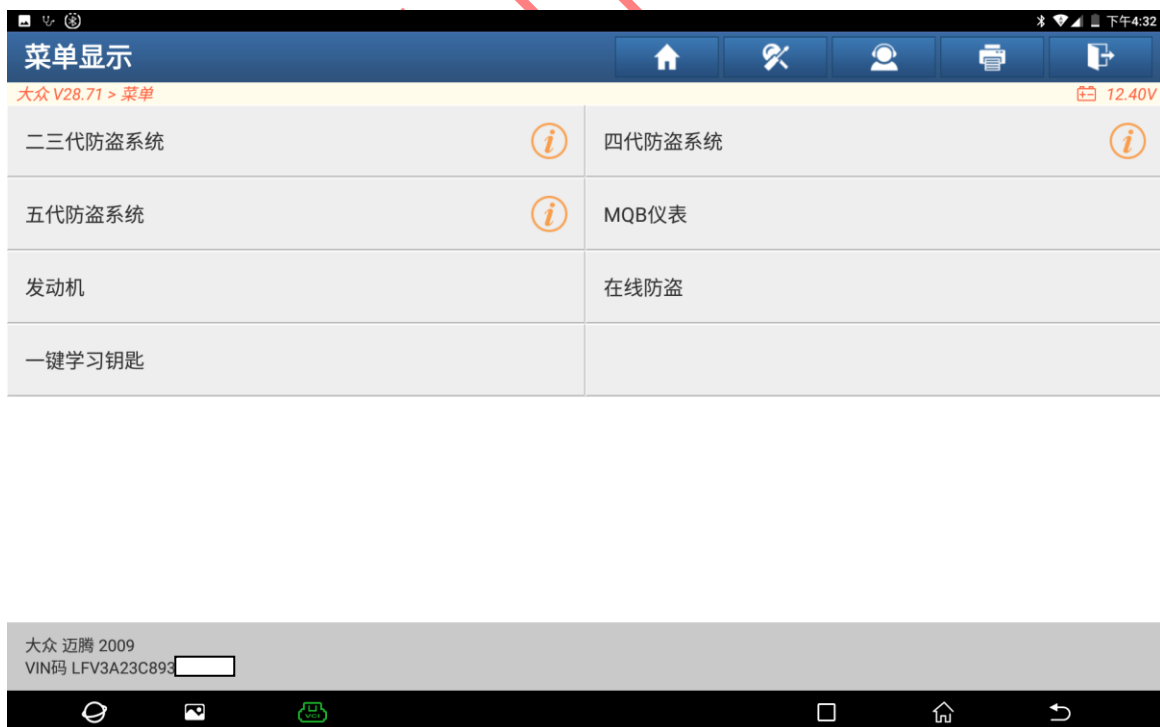 下午4:32
菜单显示
大众 V28.71 > 菜单
12.40V
二三代防盗系统
四代防盗系统
五代防盗系统
MQB仪表
发动机
在线防盗
一键学习钥匙
大众 迈腾 2009
VIN码 LFV3A23C893
VCI